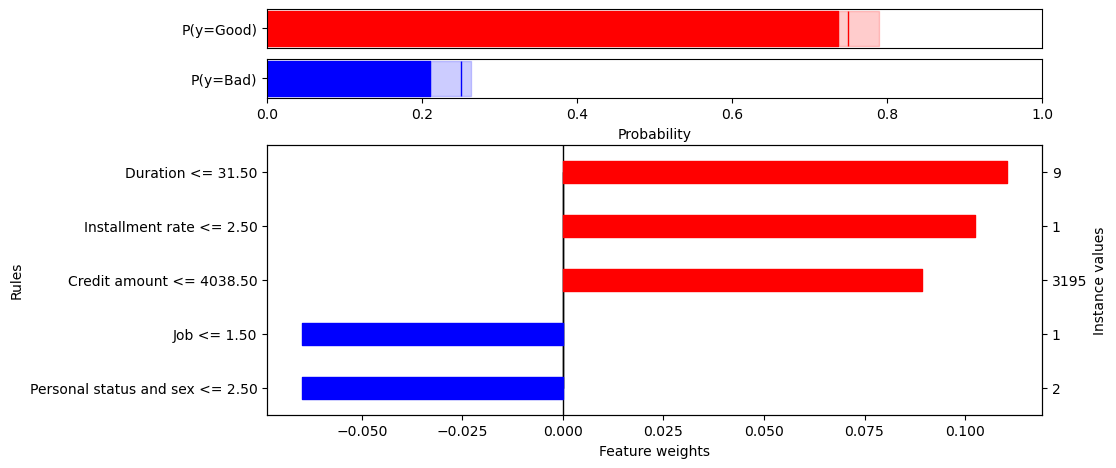 P(y=Good)
P(y=Bad)
0.0 0.2 0.4 0.6 0.8 1.0
Probability
Duration <= 31.50 9
Installment rate <= 2.50 1
Credit amount <= 4038.50 3195
Job <= 1.50 1
Personal status and sex <= 2.50 2
Rules
Instance values
−0.050 −0.025 0.000 0.025 0.050 0.075 0.100
Feature weights